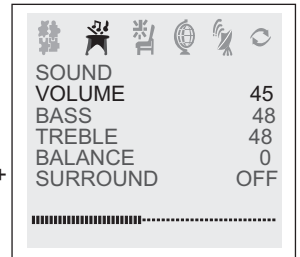 SOUND
VOLUME 45
BASS 48
TREBLE 48
BALANCE 0
+ SURROUND OFF